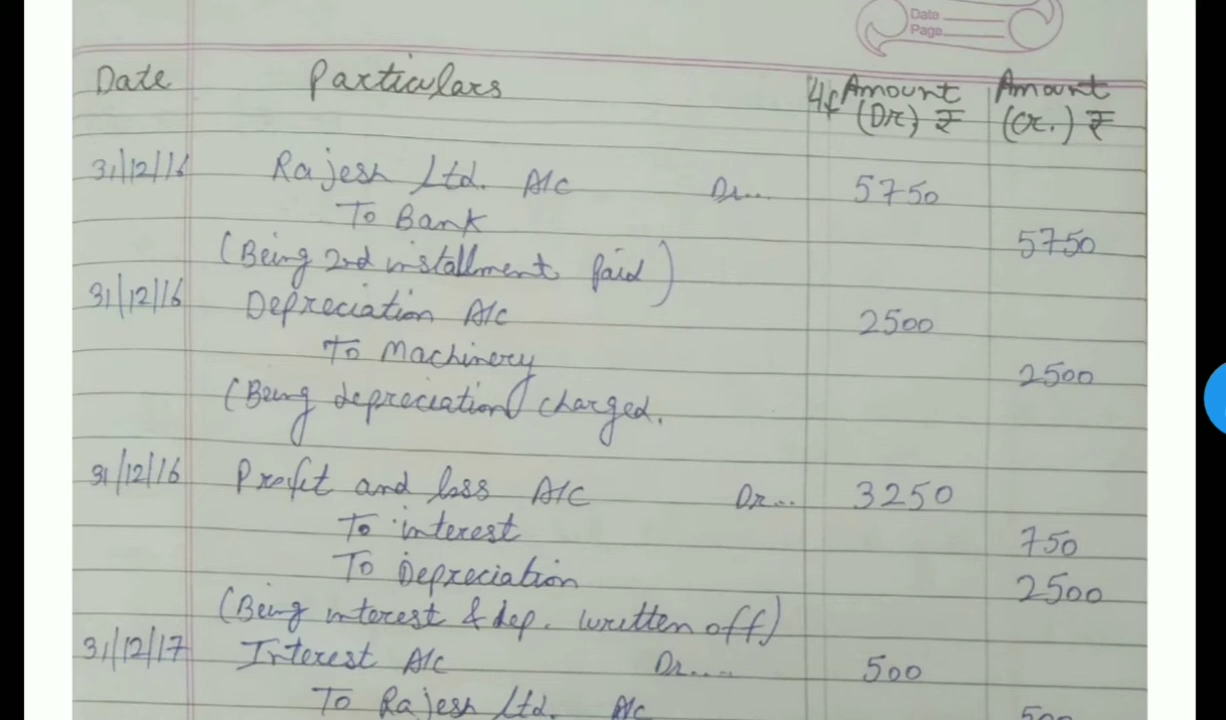 Date
Page
Date Particulars L/f Amount (Dr) ₹ Amount (Cr.) ₹
31/12/16 Rajesh Ltd. A/c Dr... 5750
To Bank 5750
(Being 2nd installment paid)
31/12/16 Depreciation A/c 2500
To Machinery 2500
(Being depreciation charged.
31/12/16 Profit and loss A/c Dr... 3250
To interest 750
To Depreciation 2500
(Being interest & dep. written off)
31/12/17 Interest A/c Dr..... 500
To Rajesh Ltd. A/c 500